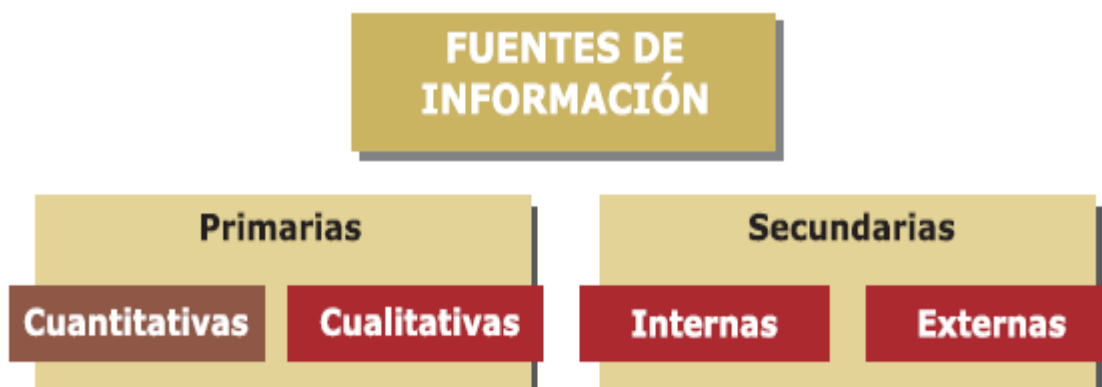 FUENTES DE
INFORMACIÓN
Primarias
Secundarias
Cuantitativas
Cualitativas
Internas
Externas